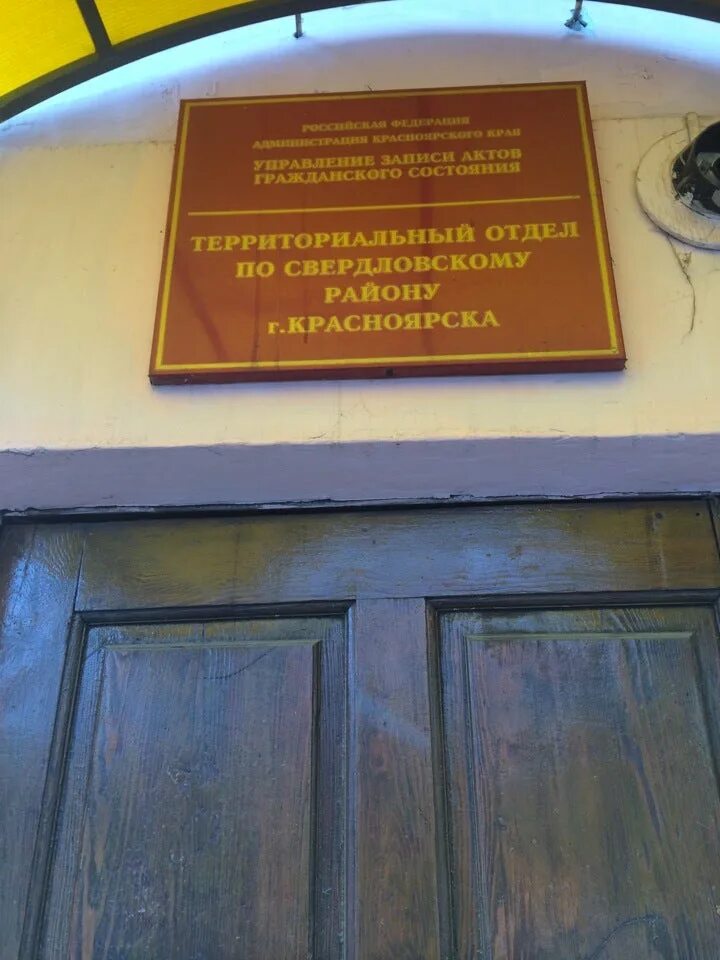 РОССИЙСКАЯ ФЕДЕРАЦИЯ
АДМИНИСТРАЦИЯ КРАСНОЯРСКОГО КРАЯ
УПРАВЛЕНИЕ ЗАПИСИ АКТОВ
ГРАЖДАНСКОГО СОСТОЯНИЯ
ТЕРРИТОРИАЛЬНЫЙ ОТДЕЛ
ПО СВЕРДЛОВСКОМУ
РАЙОНУ
г.КРАСНОЯРСКА